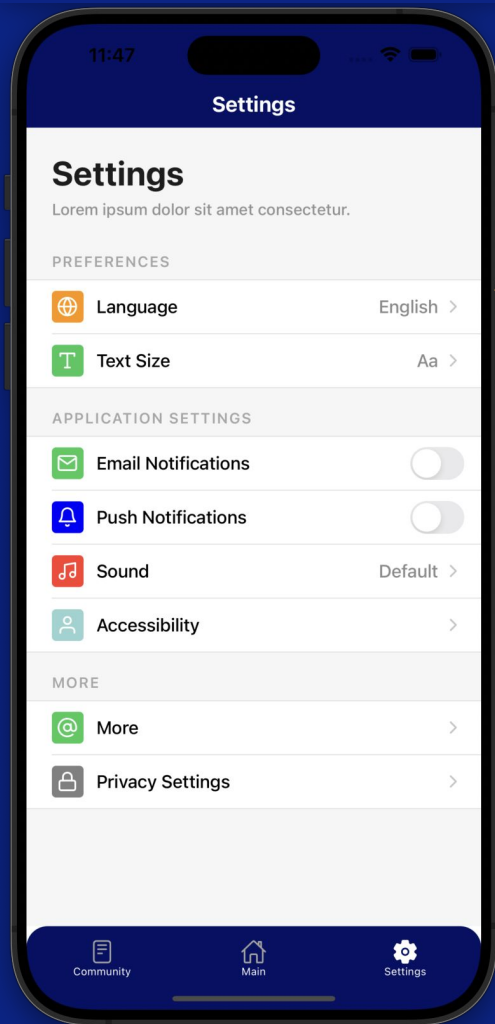 11:47
Settings
Settings
Lorem ipsum dolor sit amet consectetur.
PREFERENCES
Language English
Text Size Aa
APPLICATION SETTINGS
Email Notifications
Push Notifications
Sound Default
Accessibility
MORE
More
Privacy Settings
Community Main Settings